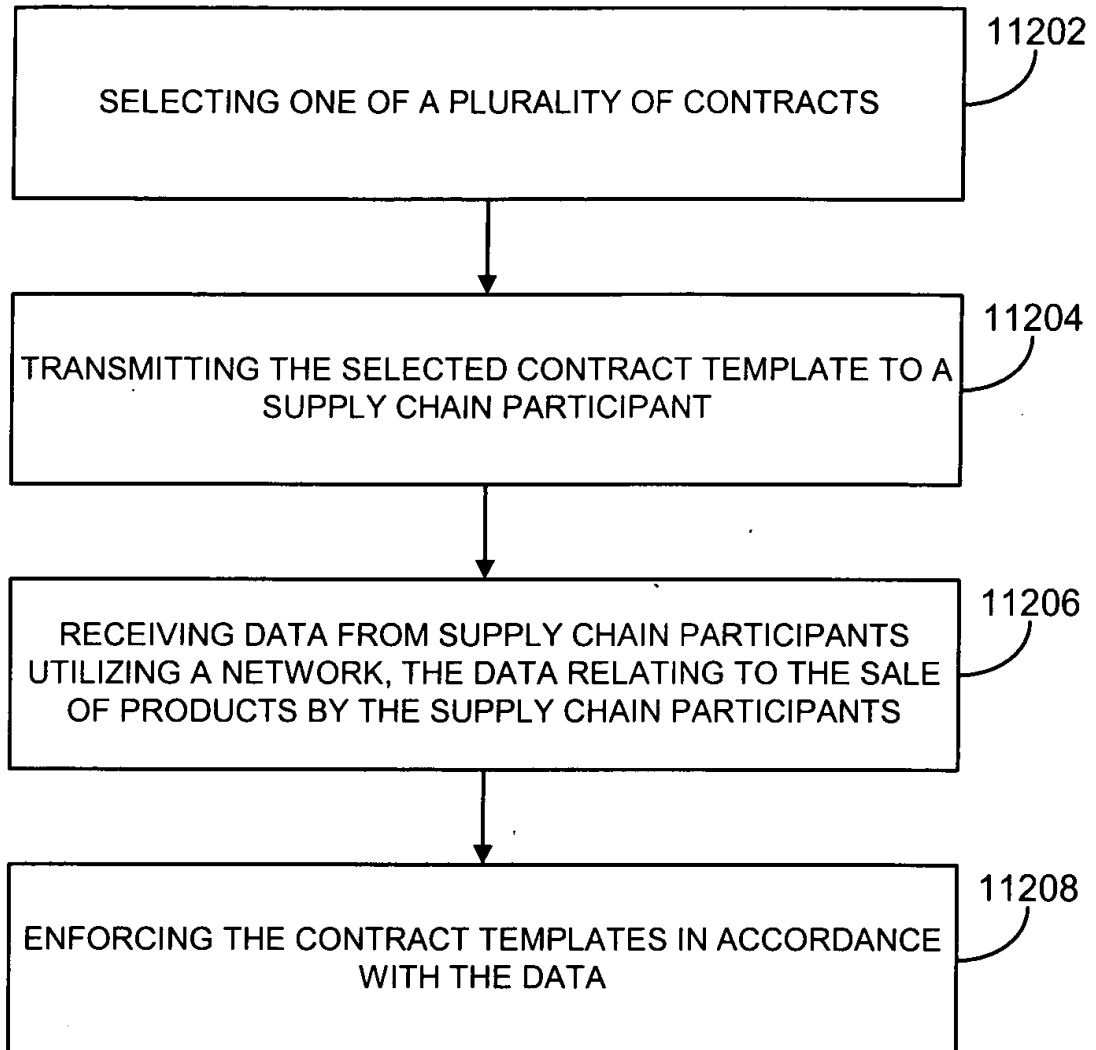 11202
SELECTING ONE OF A PLURALITY OF CONTRACTS
11204
TRANSMITTING THE SELECTED CONTRACT TEMPLATE TO A
SUPPLY CHAIN PARTICIPANT
11206
RECEIVING DATA FROM SUPPLY CHAIN PARTICIPANTS
UTILIZING A NETWORK, THE DATA RELATING TO THE SALE
OF PRODUCTS BY THE SUPPLY CHAIN PARTICIPANTS
11208
ENFORCING THE CONTRACT TEMPLATES IN ACCORDANCE
WITH THE DATA